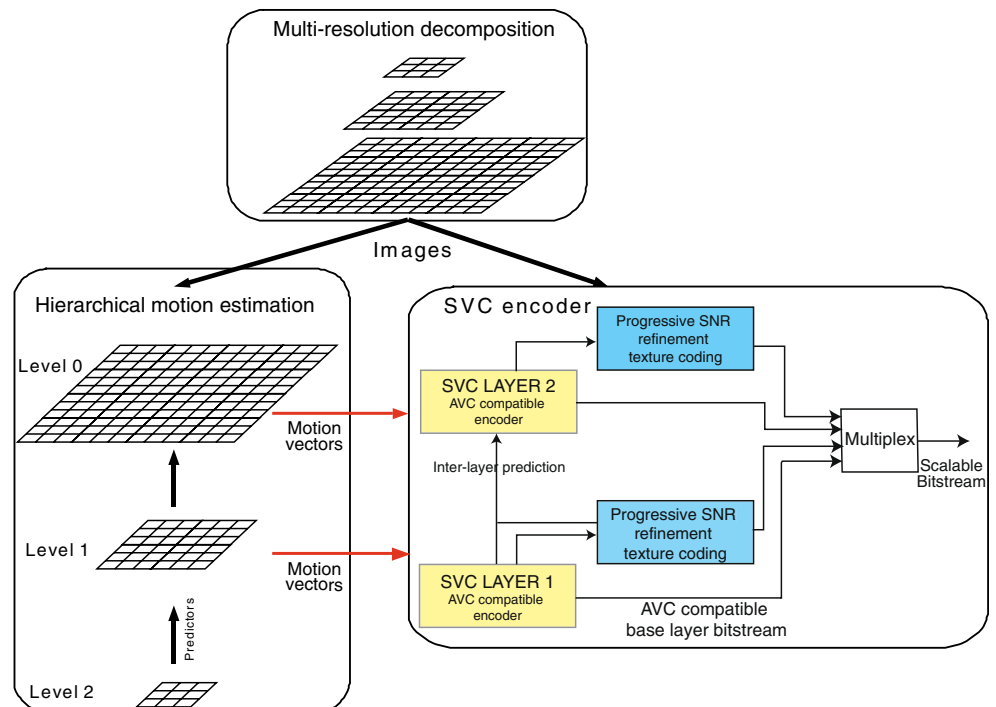 Multi-resolution decomposition
Images
Hierarchical motion estimation
Level 0
Motion
vectors
Level 1
Motion
vectors
Predictors
Level 2
SVC encoder
Progressive SNR
refinement
texture coding
SVC LAYER 2
AVC compatible
encoder
Inter-layer prediction
Progressive SNR
refinement
texture coding
SVC LAYER 1
AVC compatible
encoder
AVC compatible
base layer bitstream
Multiplex
Scalable
Bitstream